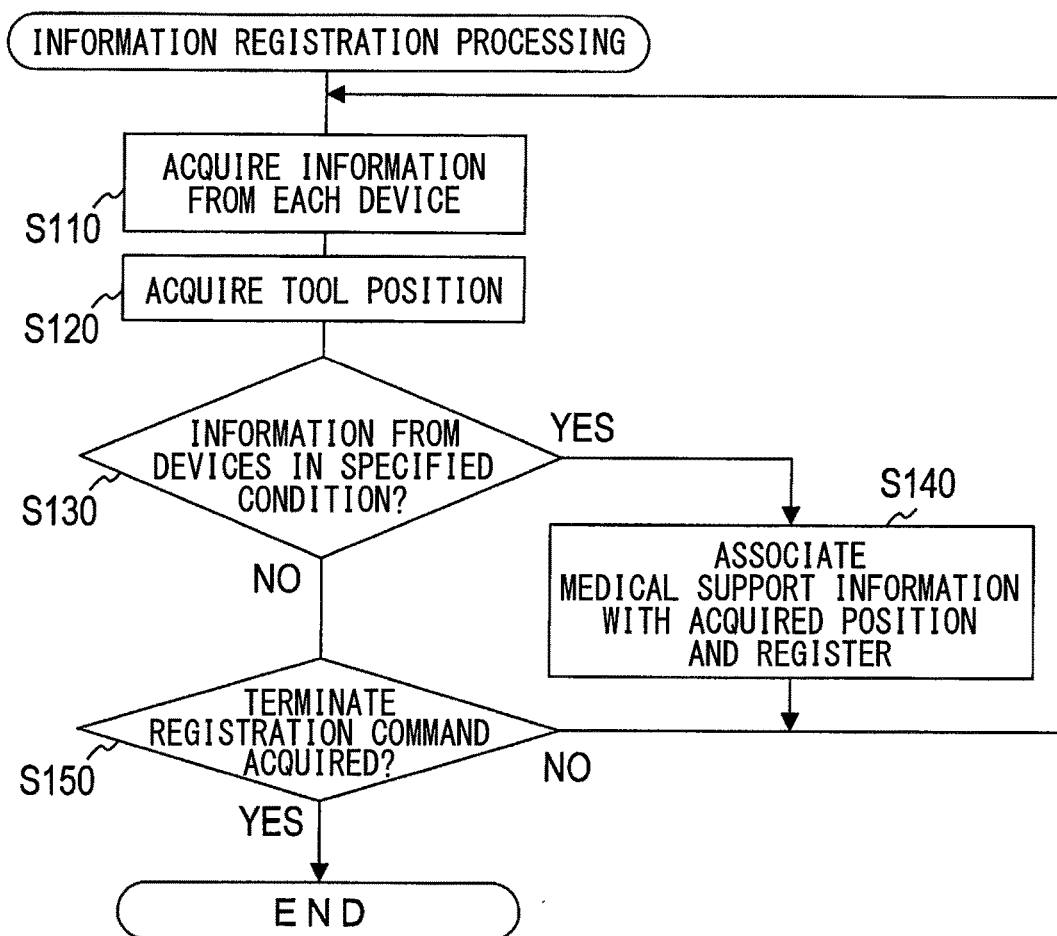 INFORMATION REGISTRATION PROCESSING
ACQUIRE INFORMATION
FROM EACH DEVICE
S110
ACQUIRE TOOL POSITION
S120
INFORMATION FROM
DEVICES IN SPECIFIED
CONDITION?
S130
YES
NO
S140
ASSOCIATE
MEDICAL SUPPORT INFORMATION
WITH ACQUIRED POSITION
AND REGISTER
TERMINATE
REGISTRATION COMMAND
ACQUIRED?
S150
NO
YES
END